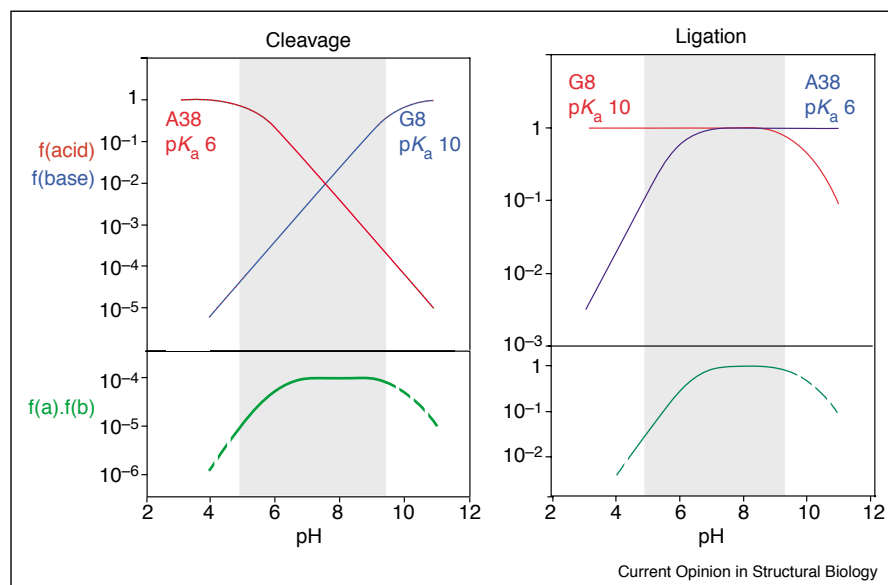 Cleavage
1
10⁻¹
10⁻²
10⁻³
10⁻⁴
10⁻⁵
f(acid)
f(base)
A38
pKₐ 6
G8
pKₐ 10
10⁻⁴
10⁻⁵
10⁻⁶
f(a).f(b)
2 4 6 8 10 12
pH
Ligation
G8
pKₐ 10
A38
pKₐ 6
1
10⁻¹
10⁻²
10⁻³
1
10⁻¹
10⁻²
2 4 6 8 10 12
pH
Current Opinion in Structural Biology